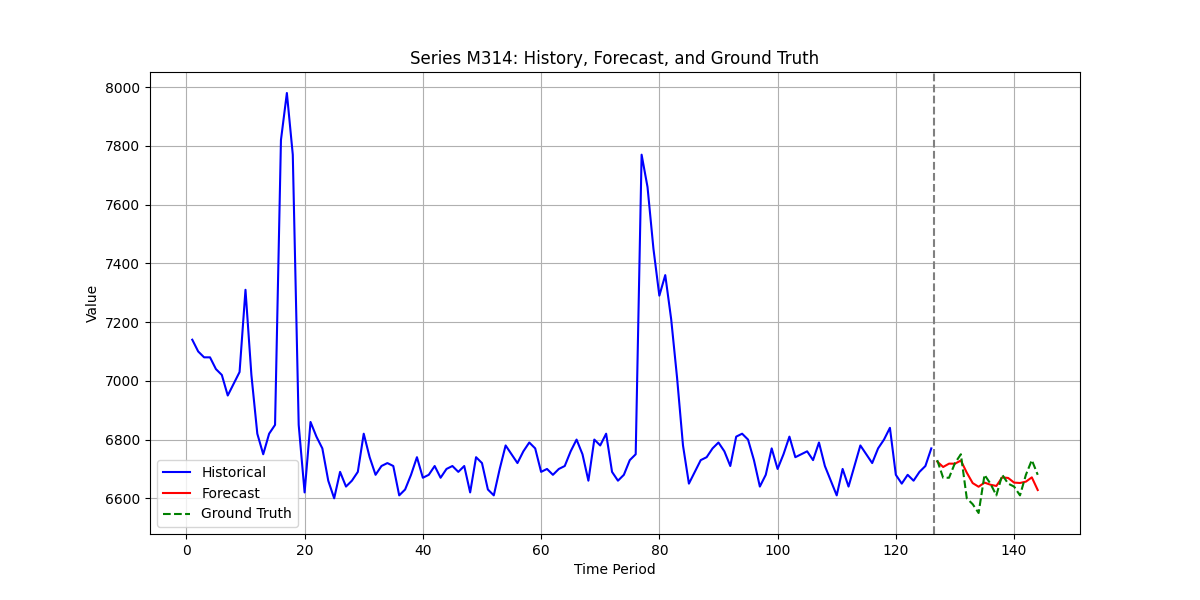 Series M314: History, Forecast, and Ground Truth
8000
7800
7600
7400
7200
7000
6800
6600
Value
Historical
Forecast
Ground Truth
0 20 40 60 80 100 120 140
Time Period